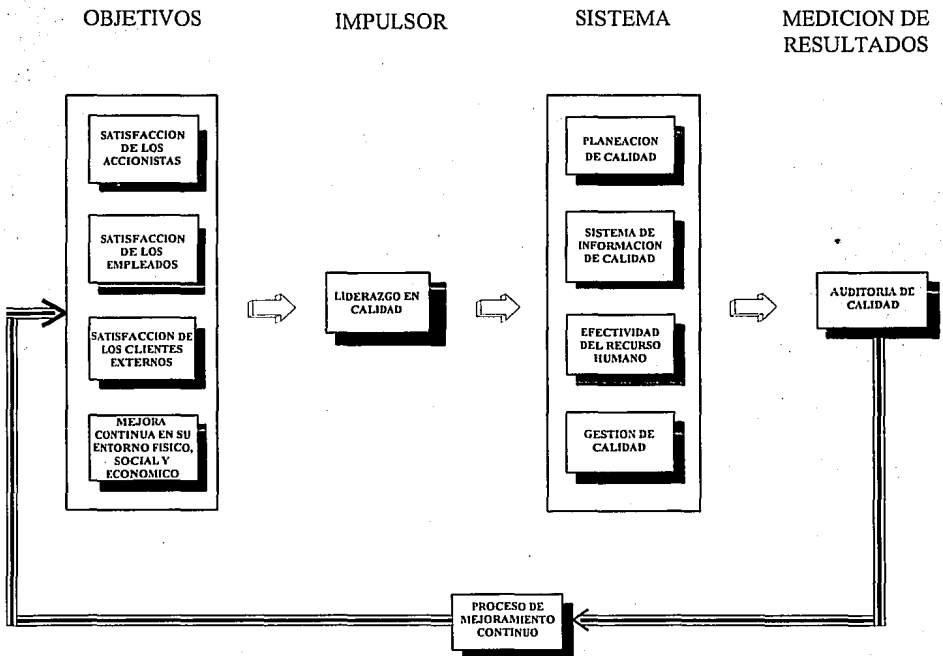 OBJETIVOS
IMPULSOR
SISTEMA
MEDICION DE
RESULTADOS
SATISFACCION
DE LOS
ACCIONISTAS
SATISFACCION
DE LOS
EMPLEADOS
SATISFACCION DE
LOS CLIENTES
EXTERNOS
MEJORA
CONTINUA EN SU
ENTORNO FISICO,
SOCIAL Y
ECONOMICO
LIDERAZGO EN
CALIDAD
PLANEACION
DE CALIDAD
SISTEMA DE
INFORMACION
DE CALIDAD
EFECTIVIDAD
DEL RECURSO
HUMANO
GESTION DE
CALIDAD
AUDITORIA DE
CALIDAD
PROCESO DE
MEJORAMIENTO
CONTINUO